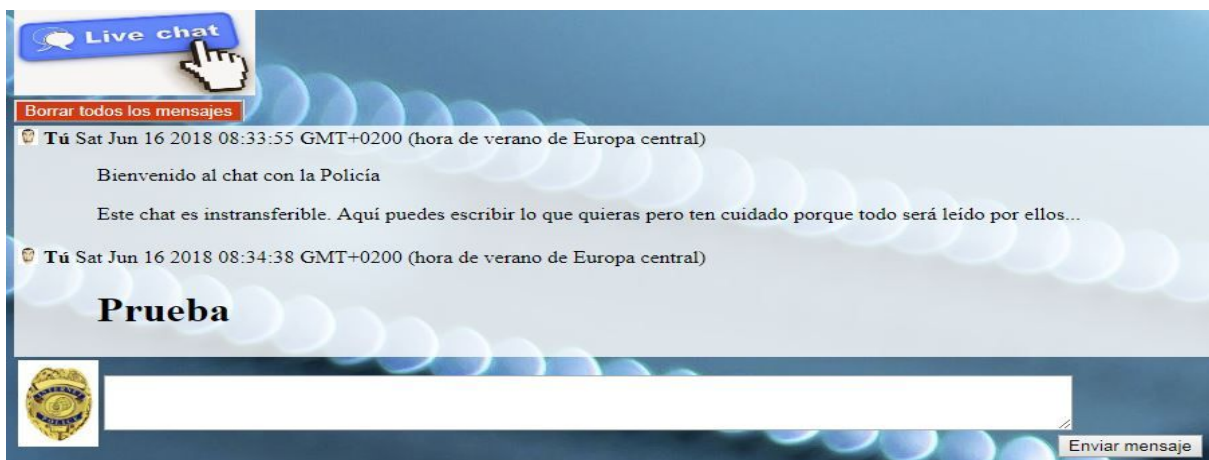 Live chat
Borrar todos los mensajes
Tú Sat Jun 16 2018 08:33:55 GMT+0200 (hora de verano de Europa central)
Bienvenido al chat con la Policía
Este chat es instransferible. Aquí puedes escribir lo que quieras pero ten cuidado porque todo será leído por ellos...
Tú Sat Jun 16 2018 08:34:38 GMT+0200 (hora de verano de Europa central)
Prueba
INTERNET
POLICE
Enviar mensaje